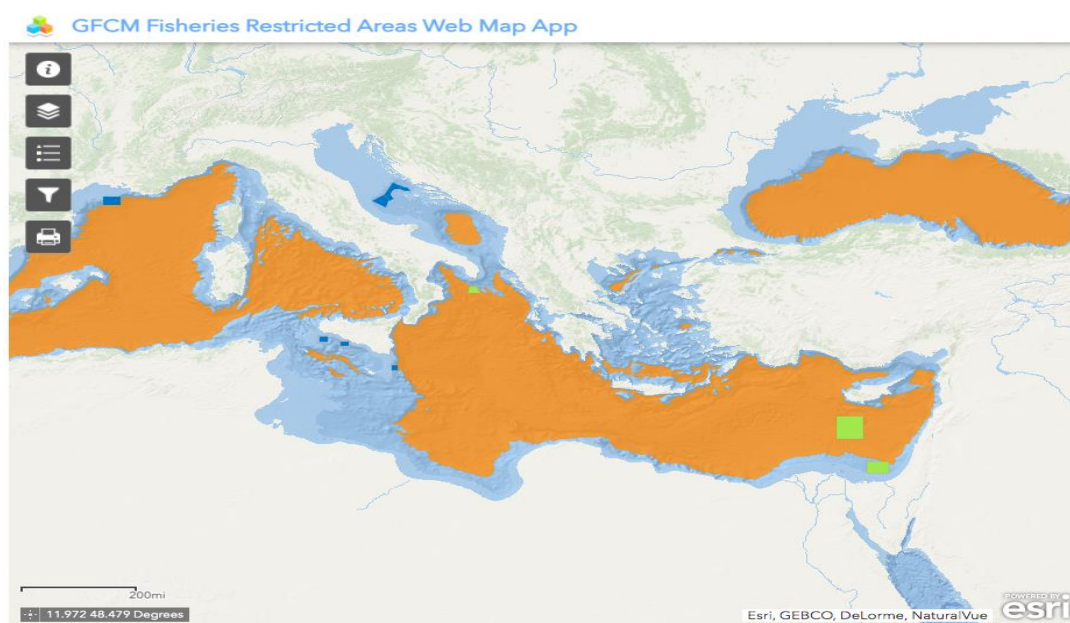 GFCM Fisheries Restricted Areas Web Map App
200mi
11.972 48.479 Degrees
Esri, GEBCO, DeLorme, NaturalVue
POWERED BY
esri